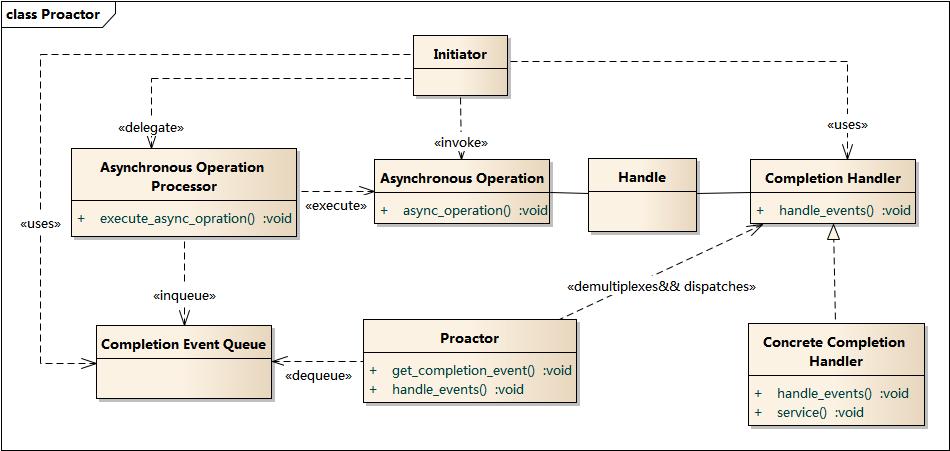 class Proactor
Initiator
«delegate»
«invoke»
«uses»
Asynchronous Operation
Processor
+ execute_async_opration() :void
«execute»
Asynchronous Operation
+ async_operation() :void
Handle
Completion Handler
+ handle_events() :void
«uses»
«inqueue»
«demultiplexes&& dispatches»
Completion Event Queue
«dequeue»
Proactor
+ get_completion_event() :void
+ handle_events() :void
Concrete Completion
Handler
+ handle_events() :void
+ service() :void